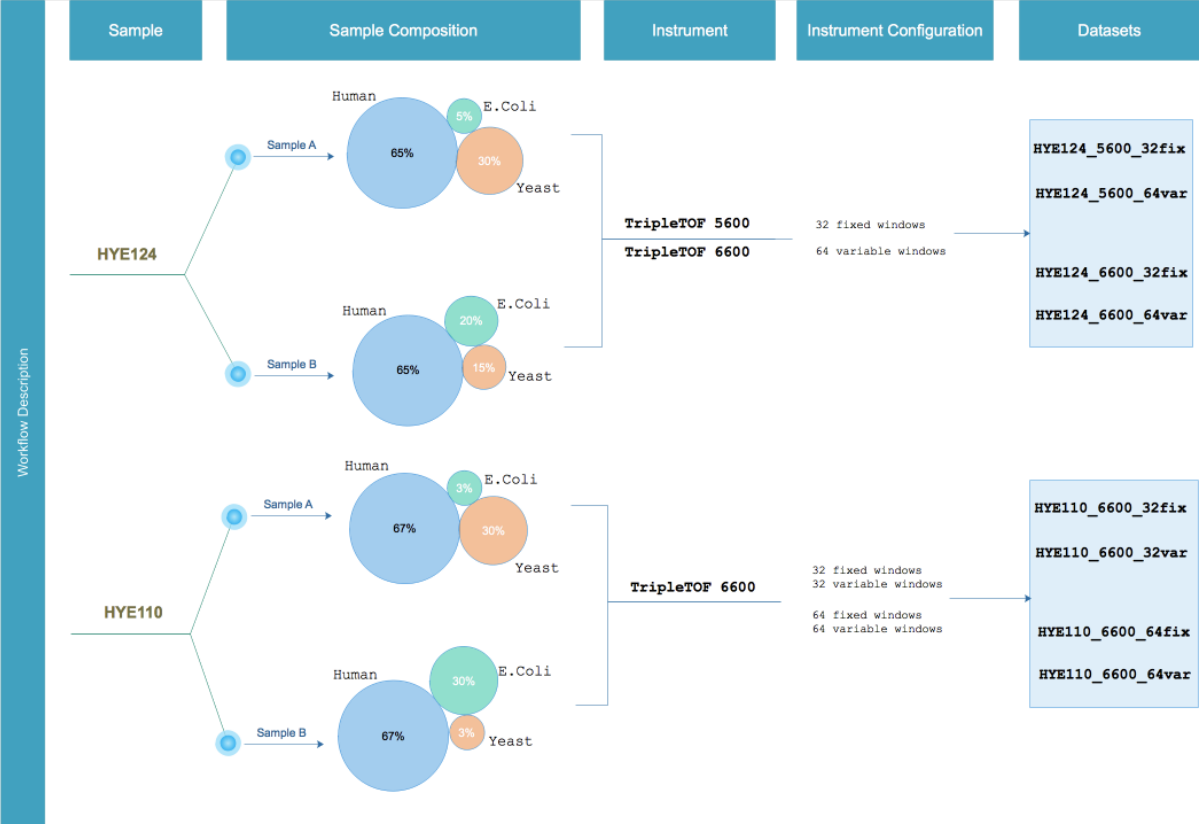 Sample
Sample Composition
Instrument
Instrument Configuration
Datasets
Workflow Description
HYE124
Sample A
Human
65%
E.Coli
5%
30%
Yeast
Sample B
Human
65%
E.Coli
20%
15%
Yeast
TripleTOF 5600
TripleTOF 6600
32 fixed windows
64 variable windows
HYE124_5600_32fix
HYE124_5600_64var
HYE124_6600_32fix
HYE124_6600_64var
HYE110
Sample A
Human
67%
E.Coli
3%
30%
Yeast
Sample B
Human
67%
E.Coli
30%
3%
Yeast
TripleTOF 6600
32 fixed windows
32 variable windows
64 fixed windows
64 variable windows
HYE110_6600_32fix
HYE110_6600_32var
HYE110_6600_64fix
HYE110_6600_64var